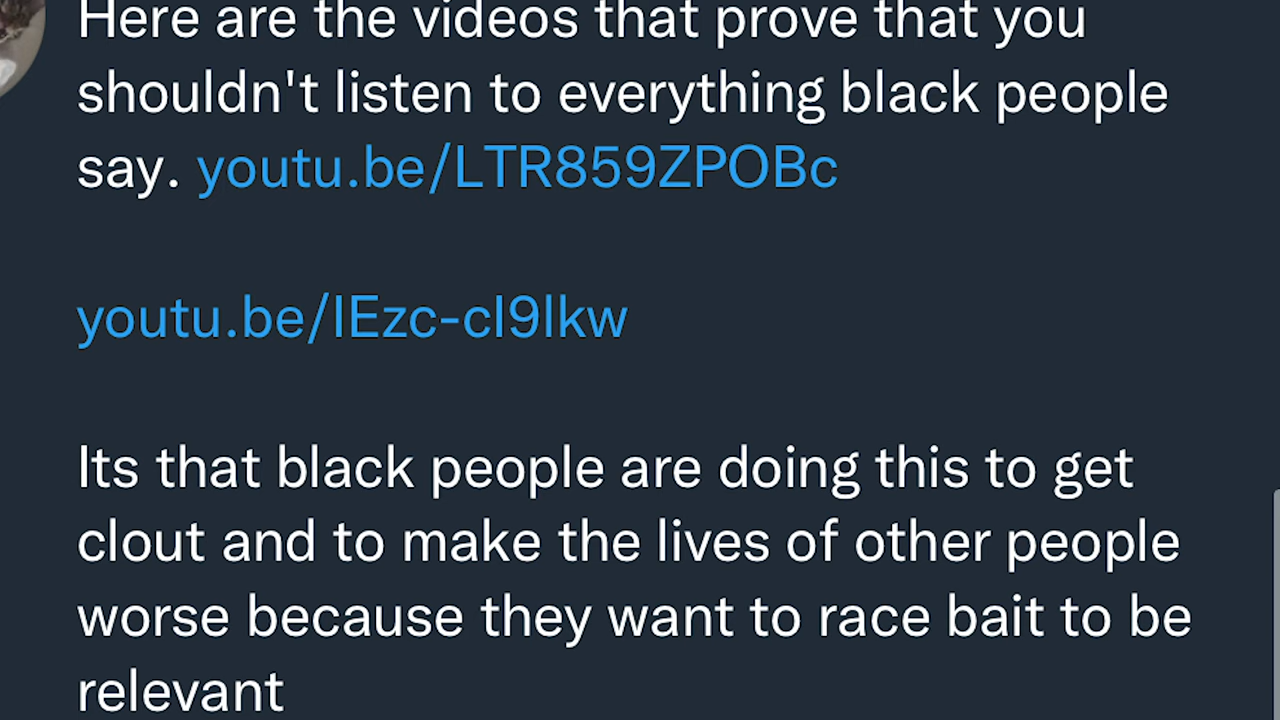 Here are the videos that prove that you
shouldn't listen to everything black people
say. youtu.be/LTR859ZPOBc
youtu.be/lEzc-cl9lkw
Its that black people are doing this to get
clout and to make the lives of other people
worse because they want to race bait to be
relevant